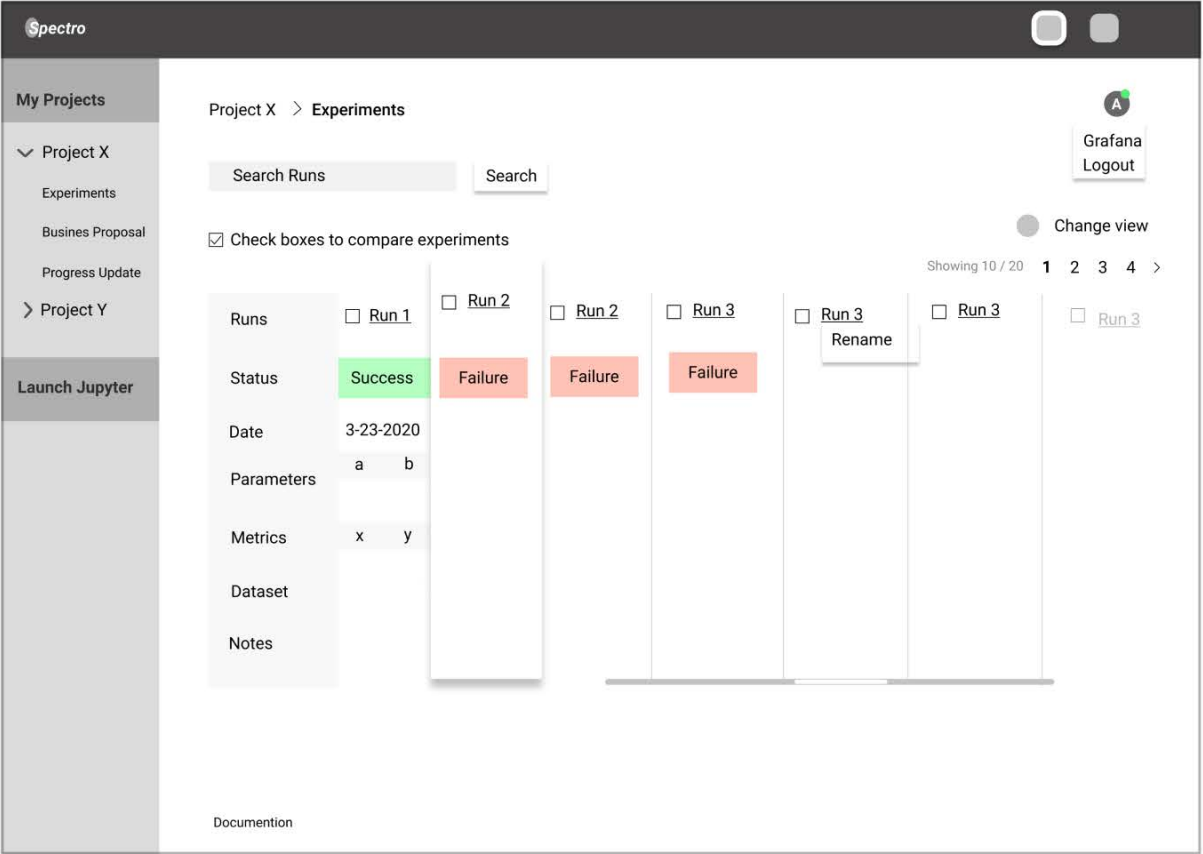 Spectro
My Projects
Project X
Experiments
Busines Proposal
Progress Update
Project Y
Launch Jupyter
Project X > Experiments
A
Grafana
Logout
Search Runs Search
Check boxes to compare experiments
Change view
Showing 10 / 20 1 2 3 4 >
Runs Run 1 Run 2 Run 2 Run 3 Run 3 Run 3 Run 3
Rename
Status Success Failure Failure Failure
Date 3-23-2020
Parameters a b
Metrics x y
Dataset
Notes
Documention